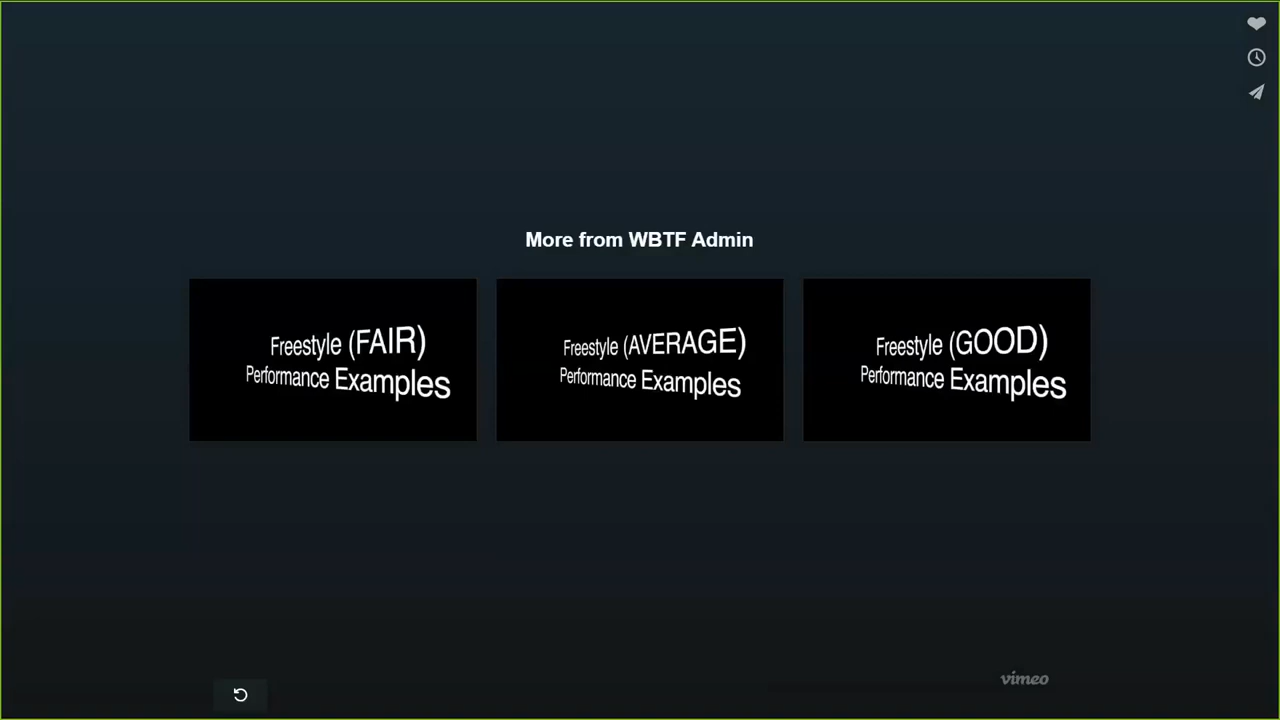 More from WBTF Admin
Freestyle (FAIR)
Performance Examples
Freestyle (AVERAGE)
Performance Examples
Freestyle (GOOD)
Performance Examples
vimeo